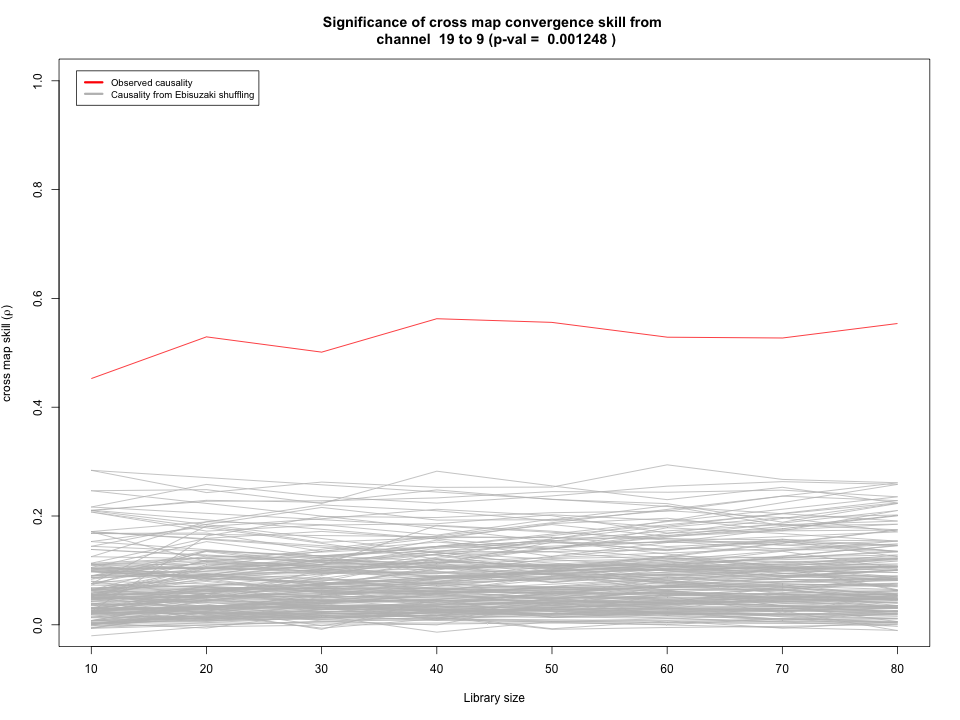 Significance of cross map convergence skill from
channel  19 to 9 (p-val =  0.001248 )
Observed causality
Causality from Ebisuzaki shuffling
1.0
0.8
0.6
0.4
0.2
0.0
cross map skill (ρ)
10 20 30 40 50 60 70 80
Library size